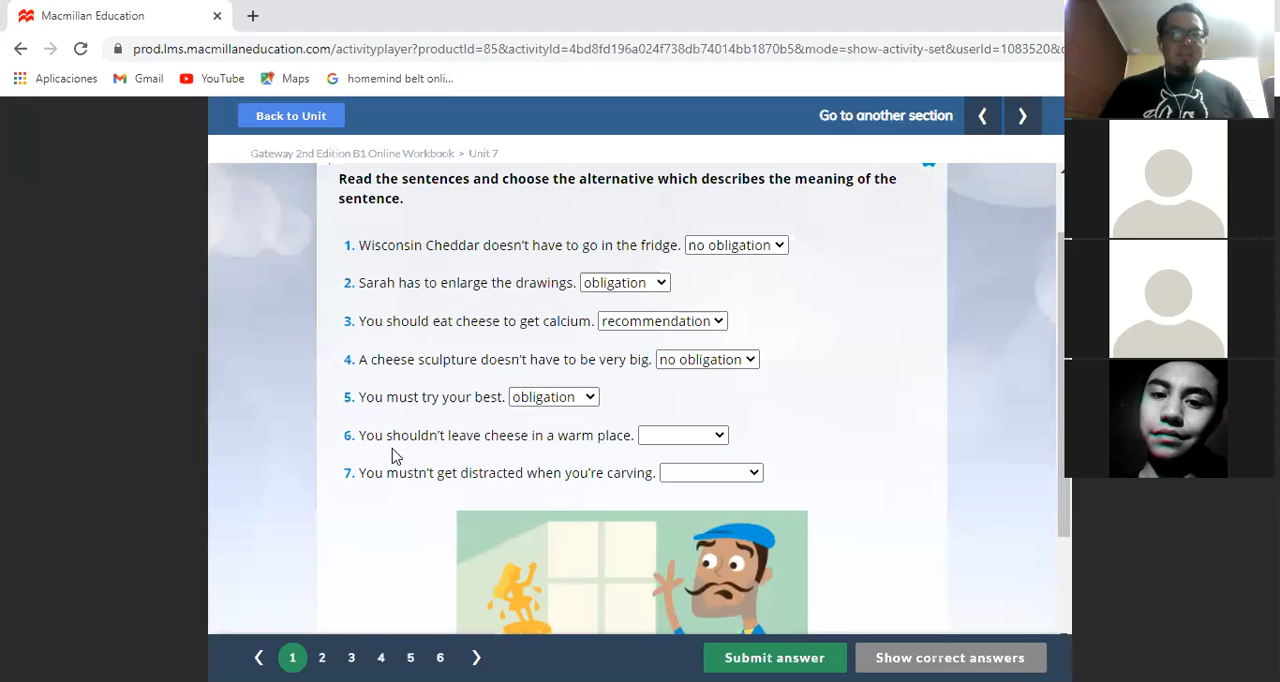 Macmillan Education
prod.lms.macmillaneducation.com/activityplayer?productId=85&activityId=4bd8fd196a024f738db74014bb1870b5&mode=show-activity-set&userId=1083520&c
Aplicaciones Gmail YouTube Maps homemind belt onli...
Back to Unit Go to another section
Gateway 2nd Edition B1 Online Workbook > Unit 7
Read the sentences and choose the alternative which describes the meaning of the
sentence.
1. Wisconsin Cheddar doesn't have to go in the fridge. no obligation
2. Sarah has to enlarge the drawings. obligation
3. You should eat cheese to get calcium. recommendation
4. A cheese sculpture doesn't have to be very big. no obligation
5. You must try your best. obligation
6. You shouldn't leave cheese in a warm place.
7. You mustn't get distracted when you're carving.
1 2 3 4 5 6 Submit answer Show correct answers